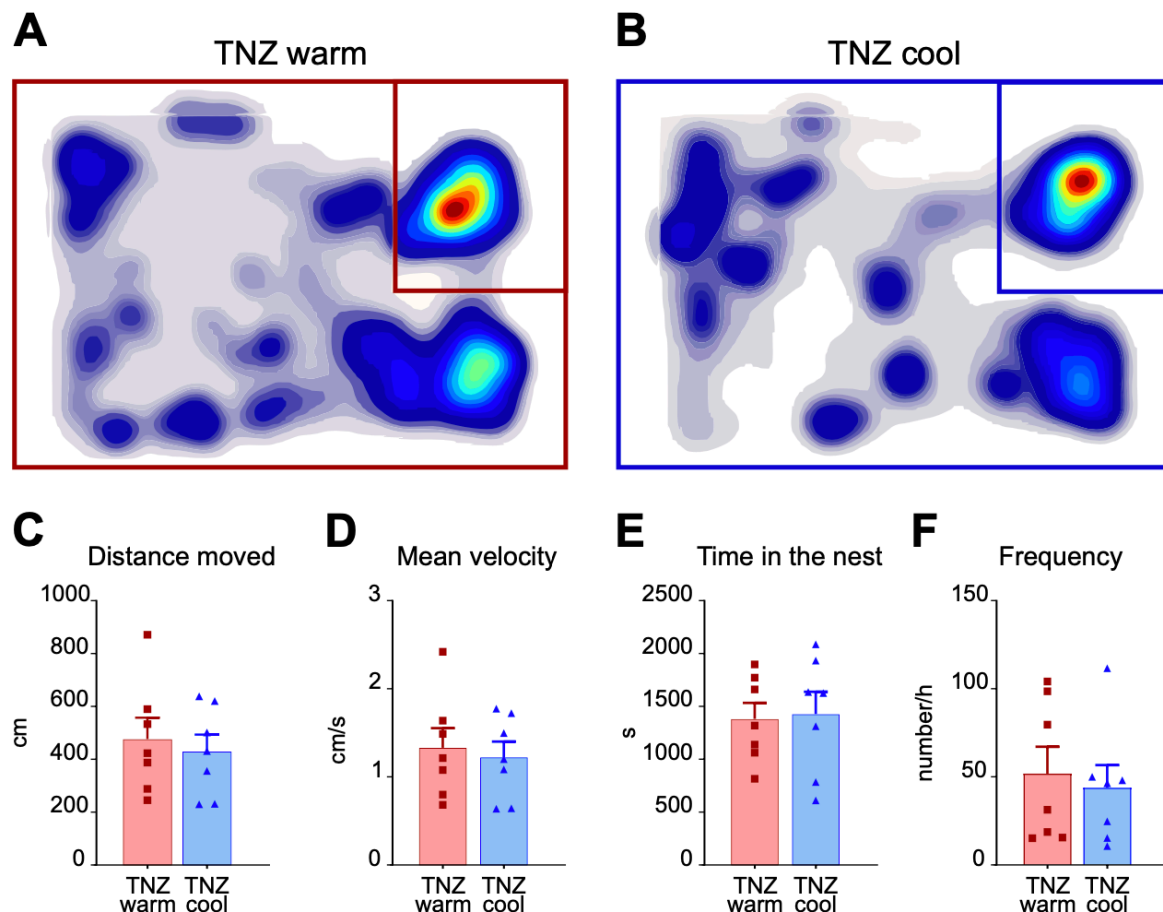 A
TNZ warm
B
TNZ cool
C
Distance moved
1000
800
600
400
200
0
cm
TNZ TNZ
warm cool
D
Mean velocity
3
2
1
0
cm/s
TNZ TNZ
warm cool
E
Time in the nest
2500
2000
1500
1000
500
0
s
TNZ TNZ
warm cool
F
Frequency
150
100
50
0
number/h
TNZ TNZ
warm cool